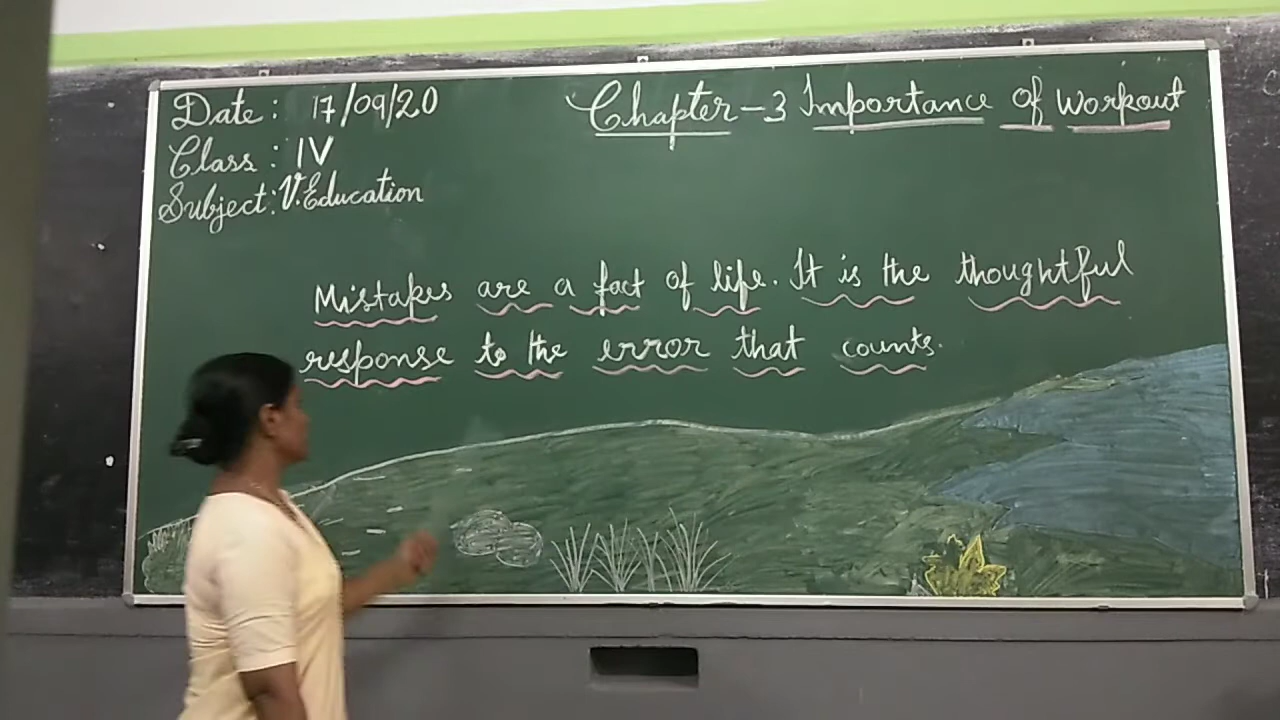 Date: 17/09/20
Chapter-3 Importance of Workout
Class: IV
Subject: V.Education
Mistakes are a fact of life. It is the thoughtful
response to the error that counts.